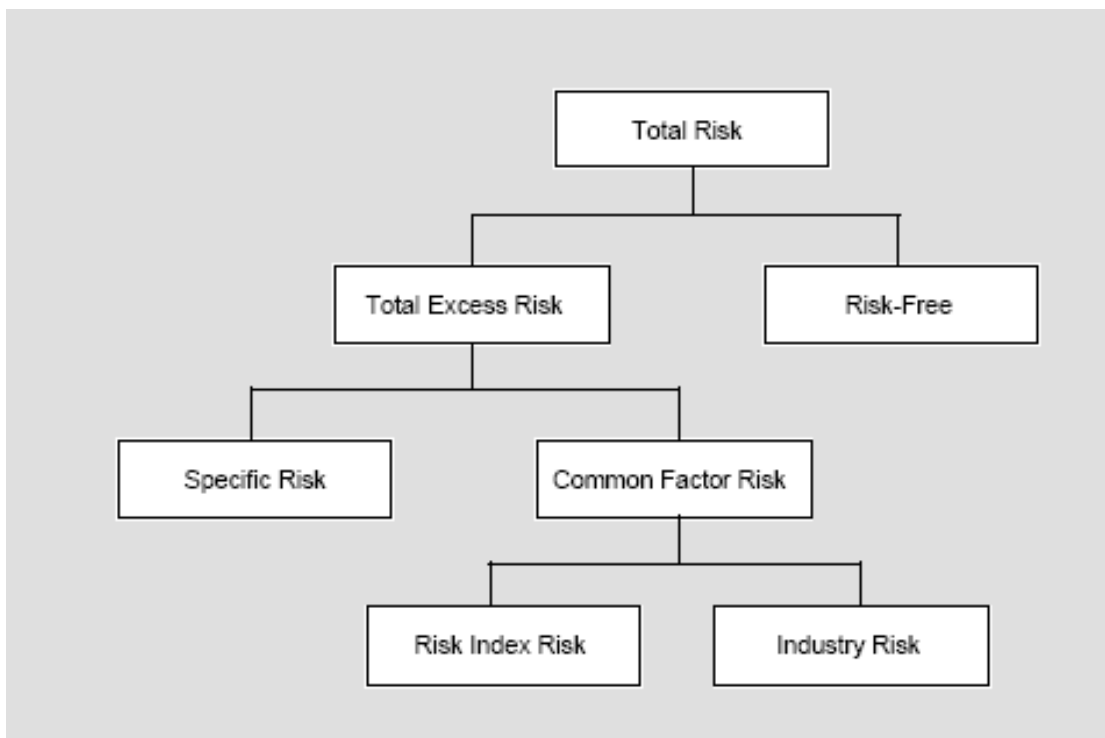 Total Risk
Total Excess Risk
Risk-Free
Specific Risk
Common Factor Risk
Risk Index Risk
Industry Risk